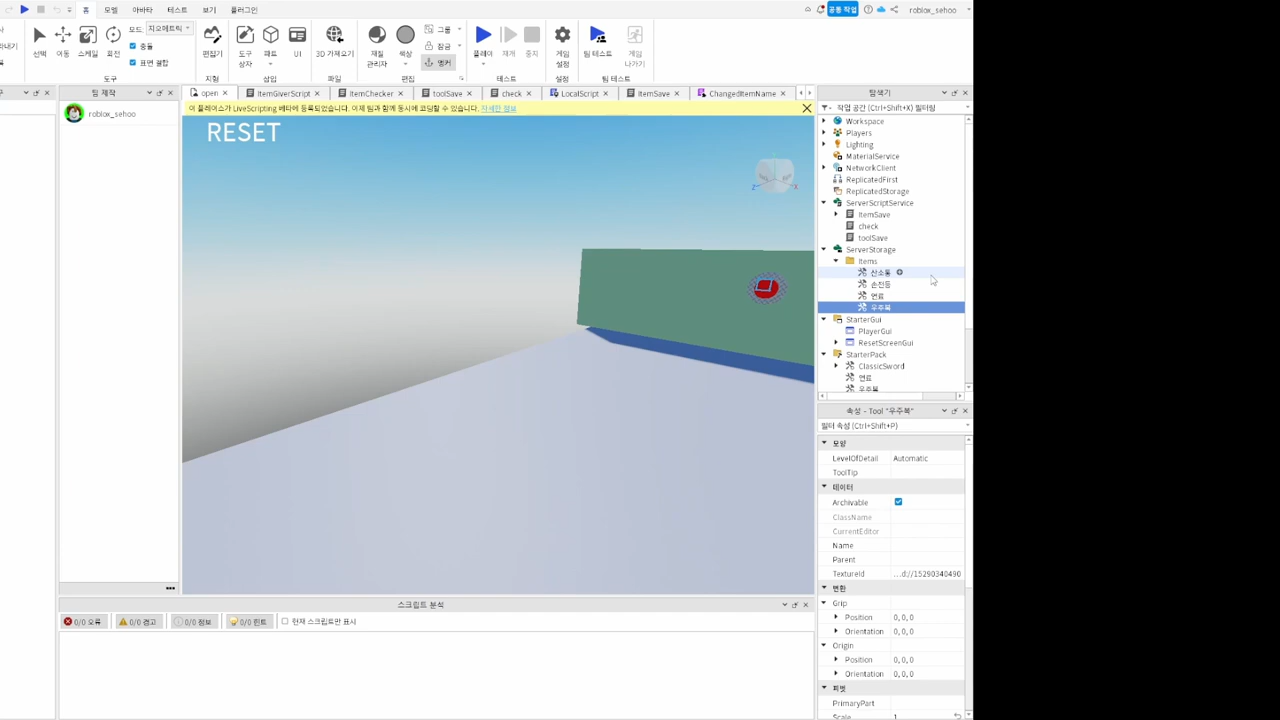 홈 모델 아바타 테스트 보기 플러그인
공동 작업
roblox_sehoo
선택 이동 스케일 회전
모드 지오메트릭
충돌
표면 연결
편집기
도구 상자 파트 UI
3D 가져오기
재질 관리자 색상
그룹
잠금
앵커
플레이 재개 중지
게임 설정
팀 테스트 게임 나가기
도구 지형 삽입 파일 편집 테스트 설정 팀 테스트
팀 제작
roblox_sehoo
open ItemGiverScript ItemChecker toolSave check LocalScript ItemSave ChangedItemName
이 플레이스가 LiveScripting 베타에 등록되었습니다. 이제 팀과 함께 동시에 코딩할 수 있습니다. 자세한 정보
RESET
탐색기
작업 공간 (Ctrl+Shift+X) 필터링
Workspace
Players
Lighting
MaterialService
NetworkClient
ReplicatedFirst
ReplicatedStorage
ServerScriptService
ItemSave
check
toolSave
ServerStorage
Items
산소통
손전등
연료
우주복
StarterGui
PlayerGui
ResetScreenGui
StarterPack
ClassicSword
연료
우주복
속성 - Tool "우주복"
필터 속성 (Ctrl+Shift+P)
모양
LevelOfDetail Automatic
ToolTip
데이터
Archivable
ClassName
CurrentEditor
Name
Parent
TextureId ...d://15290340490
변환
Grip
Position 0,0,0
Orientation 0,0,0
Origin
Position 0,0,0
Orientation 0,0,0
피벗
PrimaryPart
Scale 1
스크립트 분석
0/0 오류 0/0 경고 0/0 정보 0/0 힌트 현재 스크립트만 표시